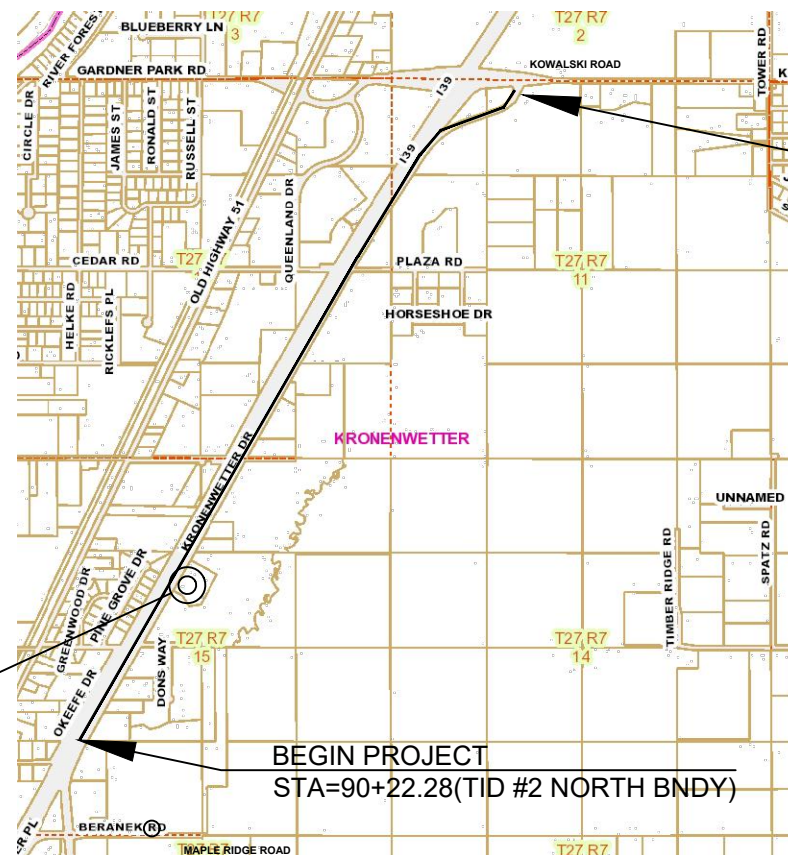 BLUEBERRY LN
T27 R7
3
T27 R7
2
TOWER RD
RIVER FOREST
GARDNER PARK RD
KOWALSKI ROAD
K
CIRCLE DR
JAMES ST
RONALD ST
RUSSELL ST
I39
I39
OLD HIGHWAY 51
QUEENLAND DR
CEDAR RD
T27
PLAZA RD
T27 R7
11
HELKE RD
RICKLEFS PL
HORSESHOE DR
KRONENWETTER
KRONENWETTER DR
UNNAMED
SPATZ RD
TIMBER RIDGE RD
GREENWOOD DR
PINE GROVE DR
T27 R7
15
T27 R7
14
DONS WAY
OKEEFE DR
BEGIN PROJECT
STA=90+22.28(TID #2 NORTH BNDY)
ER PL
BERANEK RD
MAPLE RIDGE ROAD
T27 R7